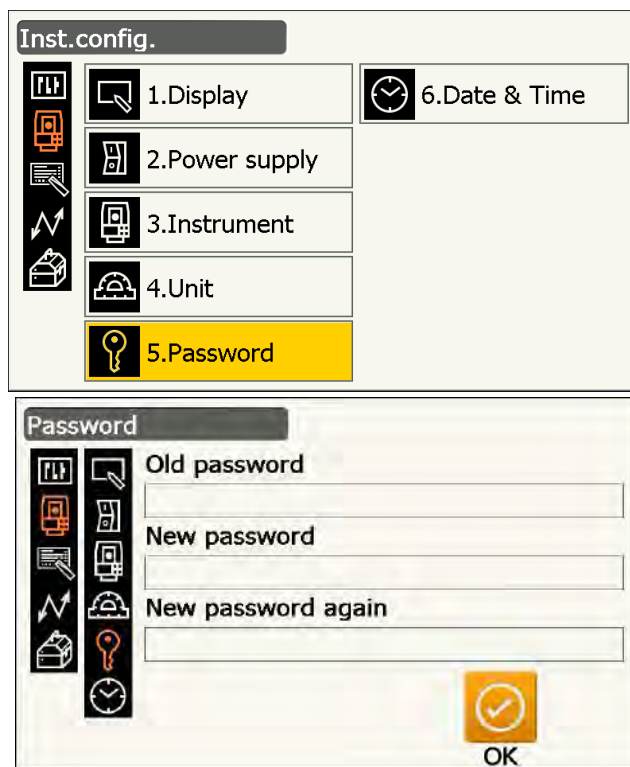 Inst.config.
1.Display
2.Power supply
3.Instrument
4.Unit
5.Password
6.Date & Time
Password
Old password
New password
New password again
OK